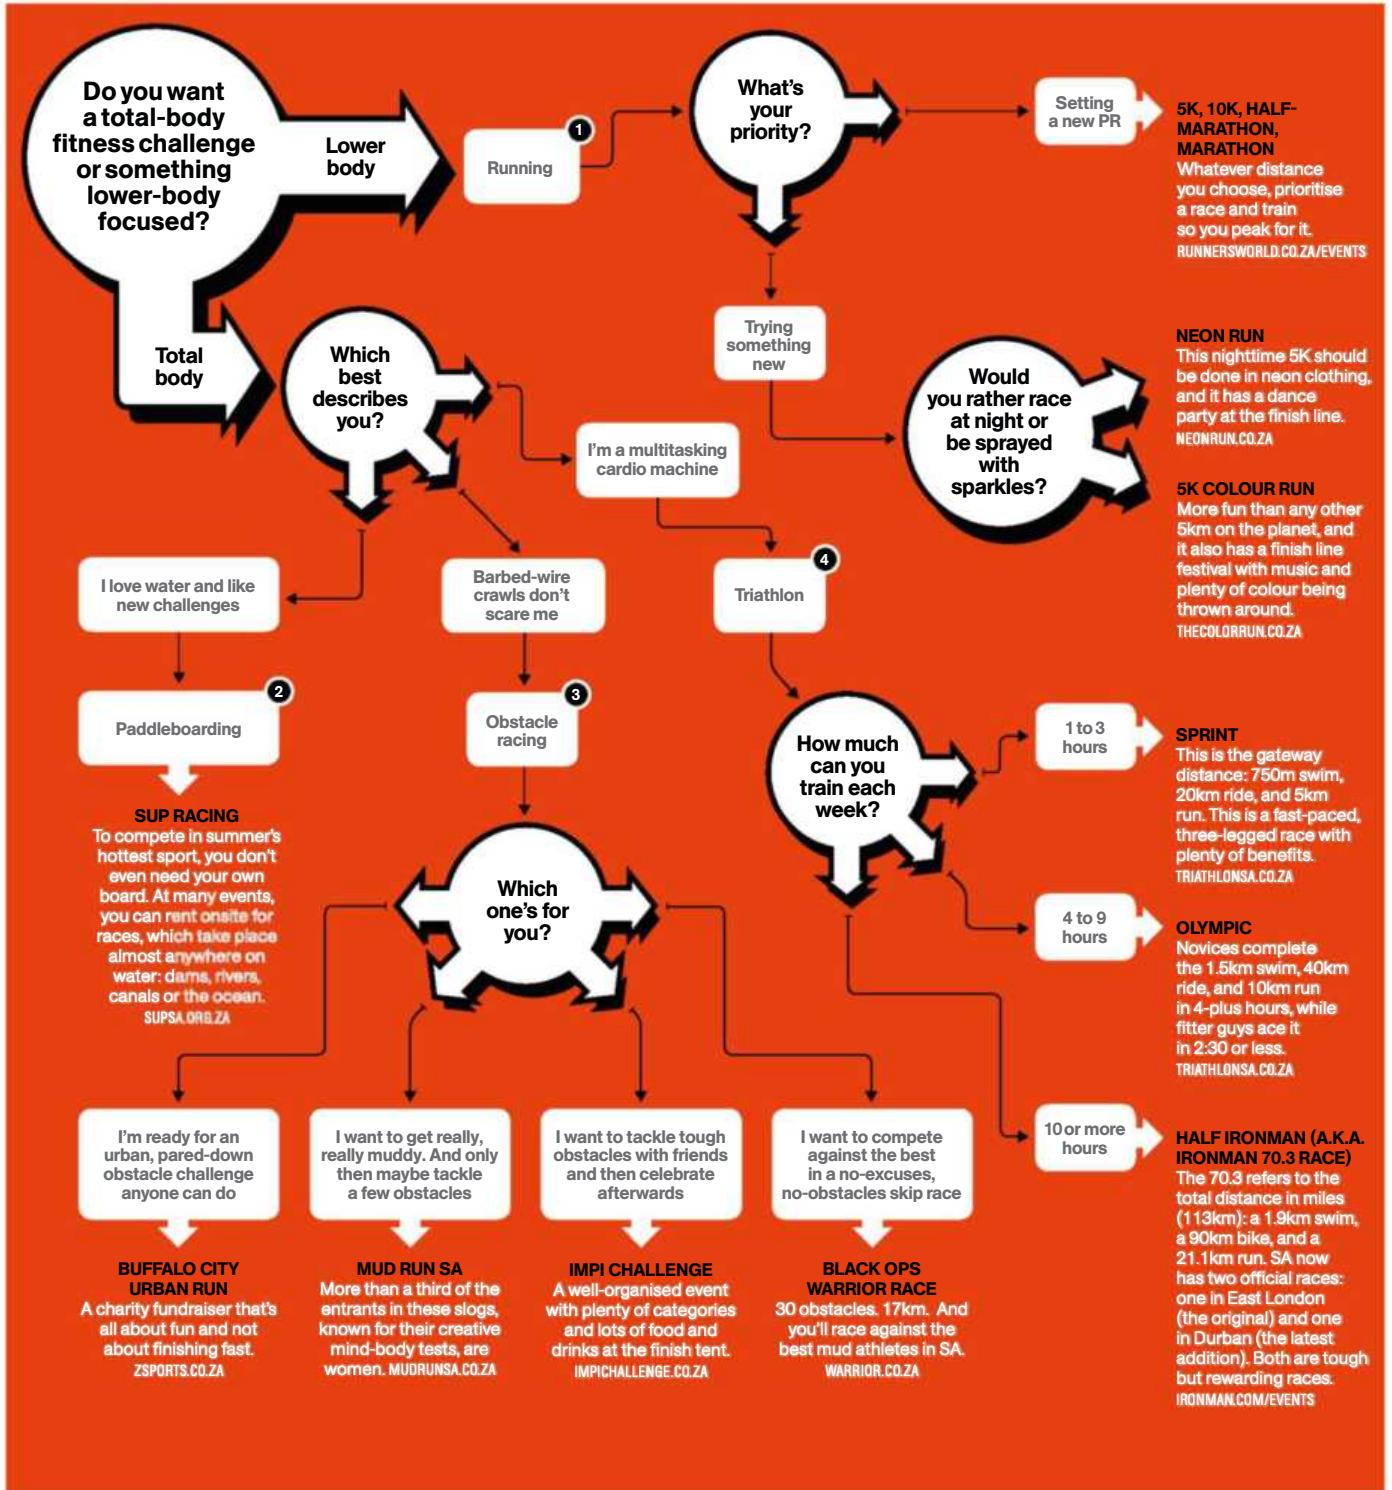 Do you want
a total-body
fitness challenge
or something
lower-body
focused?
Lower
body
1
Running
What's
your
priority?
Setting
a new PR
5K, 10K, HALF-
MARATHON,
MARATHON
Whatever distance
you choose, prioritise
a race and train
so you peak for it.
RUNNERSWORLD.CO.ZA/EVENTS
Trying
something
new
Would
you rather race
at night or
be sprayed
with
sparkles?
NEON RUN
This nighttime 5K should
be done in neon clothing,
and it has a dance
party at the finish line.
NEONRUN.CO.ZA
5K COLOUR RUN
More fun than any other
5km on the planet, and
it also has a finish line
festival with music and
plenty of colour being
thrown around.
THECOLORRUN.CO.ZA
Total
body
Which
best
describes
you?
I'm a multitasking
cardio machine
I love water and like
new challenges
Barbed-wire
crawls don't
scare me
4
Triathlon
2
Paddleboarding
3
Obstacle
racing
SUP RACING
To compete in summer's
hottest sport, you don't
even need your own
board. At many events,
you can rent onsite for
races, which take place
almost anywhere on
water: dams, rivers,
canals or the ocean.
SUPSA.ORG.ZA
Which
one's for
you?
How much
can you
train each
week?
1 to 3
hours
SPRINT
This is the gateway
distance: 750m swim,
20km ride, and 5km
run. This is a fast-paced,
three-legged race with
plenty of benefits.
TRIATHLONSA.CO.ZA
4 to 9
hours
OLYMPIC
Novices complete
the 1.5km swim, 40km
ride, and 10km run
in 4-plus hours, while
fitter guys ace it
in 2:30 or less.
TRIATHLONSA.CO.ZA
10 or more
hours
HALF IRONMAN (A.K.A.
IRONMAN 70.3 RACE)
The 70.3 refers to the
total distance in miles
(113km): a 1.9km swim,
a 90km bike, and a
21.1km run. SA now
has two official races:
one in East London
(the original) and one
in Durban (the latest
addition). Both are tough
but rewarding races.
IRONMAN.COM/EVENTS
I'm ready for an
urban, pared-down
obstacle challenge
anyone can do
BUFFALO CITY
URBAN RUN
A charity fundraiser that's
all about fun and not
about finishing fast.
ZSPORTS.CO.ZA
I want to get really,
really muddy. And only
then maybe tackle
a few obstacles
MUD RUN SA
More than a third of the
entrants in these slogs,
known for their creative
mind-body tests, are
women. MUDRUNSA.CO.ZA
I want to tackle tough
obstacles with friends
and then celebrate
afterwards
IMPI CHALLENGE
A well-organised event
with plenty of categories
and lots of food and
drinks at the finish tent.
IMPICHALLENGE.CO.ZA
I want to compete
against the best
in a no-excuses,
no-obstacles skip race
BLACK OPS
WARRIOR RACE
30 obstacles. 17km. And
you'll race against the
best mud athletes in SA.
WARRIOR.CO.ZA